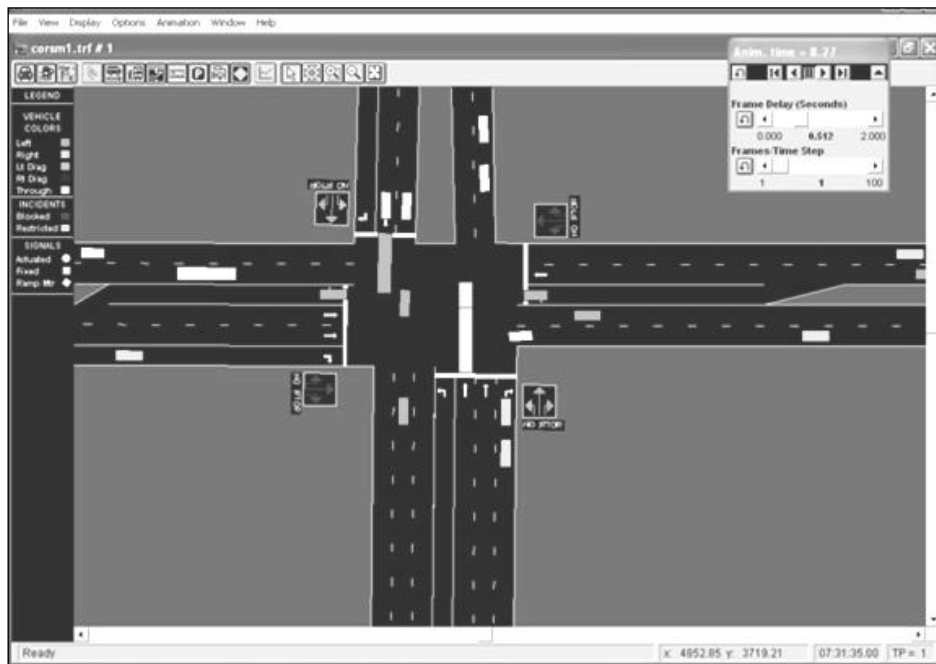 File View Display Options Animation Window Help
corsm1.trf # 1
Anim. time = 8.27
Frame Delay (Seconds)
0.000 0.512 2.000
Frames/Time Step
1 1 100
LEGEND
VEHICLE
COLORS
Left
Right
Lt Diag
Rt Diag
Through
INCIDENTS
Blocked
Restricted
SIGNALS
Actuated
Fixed
Ramp Mtr
Ready
x: 4952.85 y: 3719.21 07:31:35.00 TP = 1